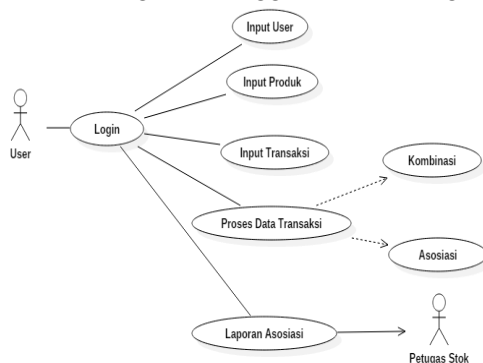 Input User
Input Produk
Login
User
Input Transaksi
Kombinasi
Proses Data Transaksi
Asosiasi
Laporan Asosiasi
Petugas Stok